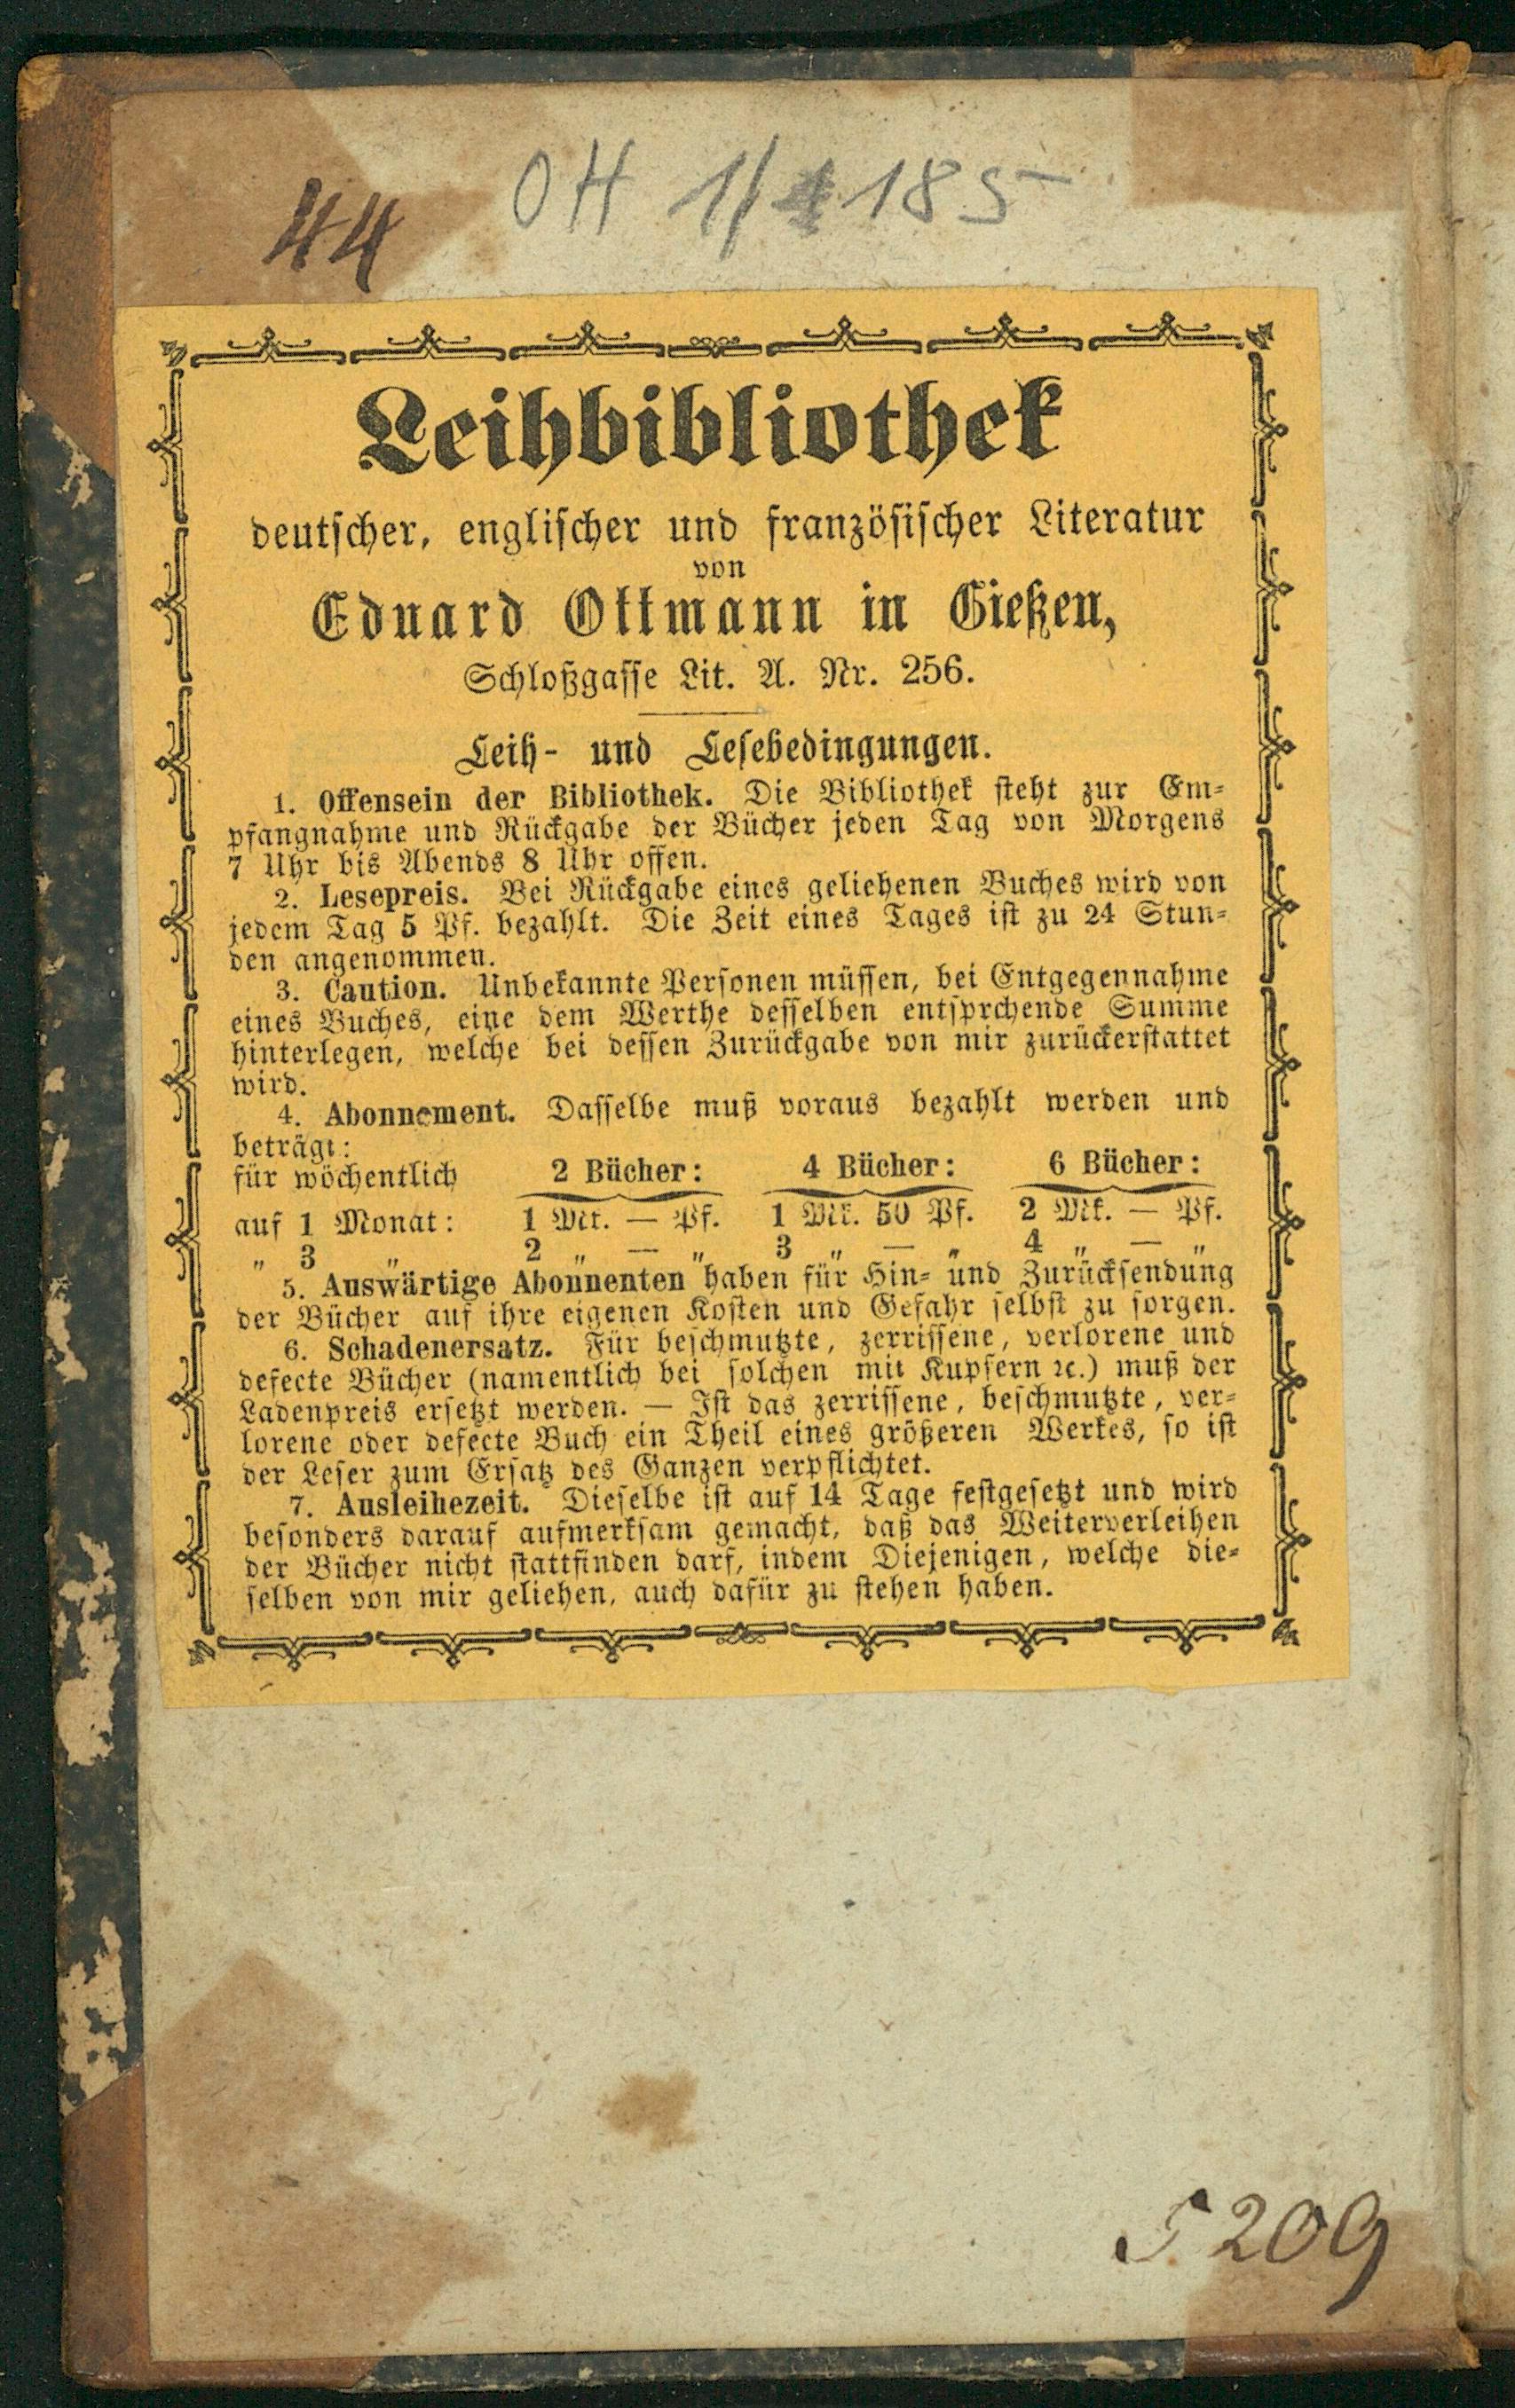 OH 1/ 185
44
Leihbibliothek
deutscher, englischer und französischer Literatur
von
Eduard Ottmann in Gießen,
Schloßgasse Lit. A. Nr. 256.
Leih- und Lesebedingungen.
1. Offensein der Bibliothek. Die Bibliothek steht zur Em-
pfangnahme und Rückgabe der Bücher jeden Tag von Morgens
7 Uhr bis Abends 8 Uhr offen.
2. Lesepreis. Bei Rückgabe eines geliehenen Buches wird von
jedem Tag 5 Pf. bezahlt. Die Zeit eines Tages ist zu 24 Stun-
den angenommen.
3. Caution. Unbekannte Personen müssen, bei Entgegennahme
eines Buches, eine dem Werthe desselben entsprchende Summe
hinterlegen, welche bei dessen Zurückgabe von mir zurückerstattet
wird.
4. Abonnement. Dasselbe muß voraus bezahlt werden und
beträgt:
für wöchentlich 2 Bücher: 4 Bücher: 6 Bücher:
auf 1 Monat: 1 Mk. — Pf. 1 Mk. 50 Pf. 2 Mk. — Pf.
„ 3 „ 2 „ — „ 3 „ — „ 4 „ — „
5. Auswärtige Abonnenten haben für Hin- und Zurücksendung
der Bücher auf ihre eigenen Kosten und Gefahr selbst zu sorgen.
6. Schadenersatz. Für beschmutzte, zerrissene, verlorene und
defecte Bücher (namentlich bei solchen mit Kupfern ꝛc.) muß der
Ladenpreis ersetzt werden. — Ist das zerrissene, beschmutzte, ver-
lorene oder defecte Buch ein Theil eines größeren Werkes, so ist
der Leser zum Ersatz des Ganzen verpflichtet.
7. Ausleihezeit. Dieselbe ist auf 14 Tage festgesetzt und wird
besonders darauf aufmerksam gemacht, daß das Weiterverleihen
der Bücher nicht stattfinden darf, indem Diejenigen, welche die-
selben von mir geliehen, auch dafür zu stehen haben.
209